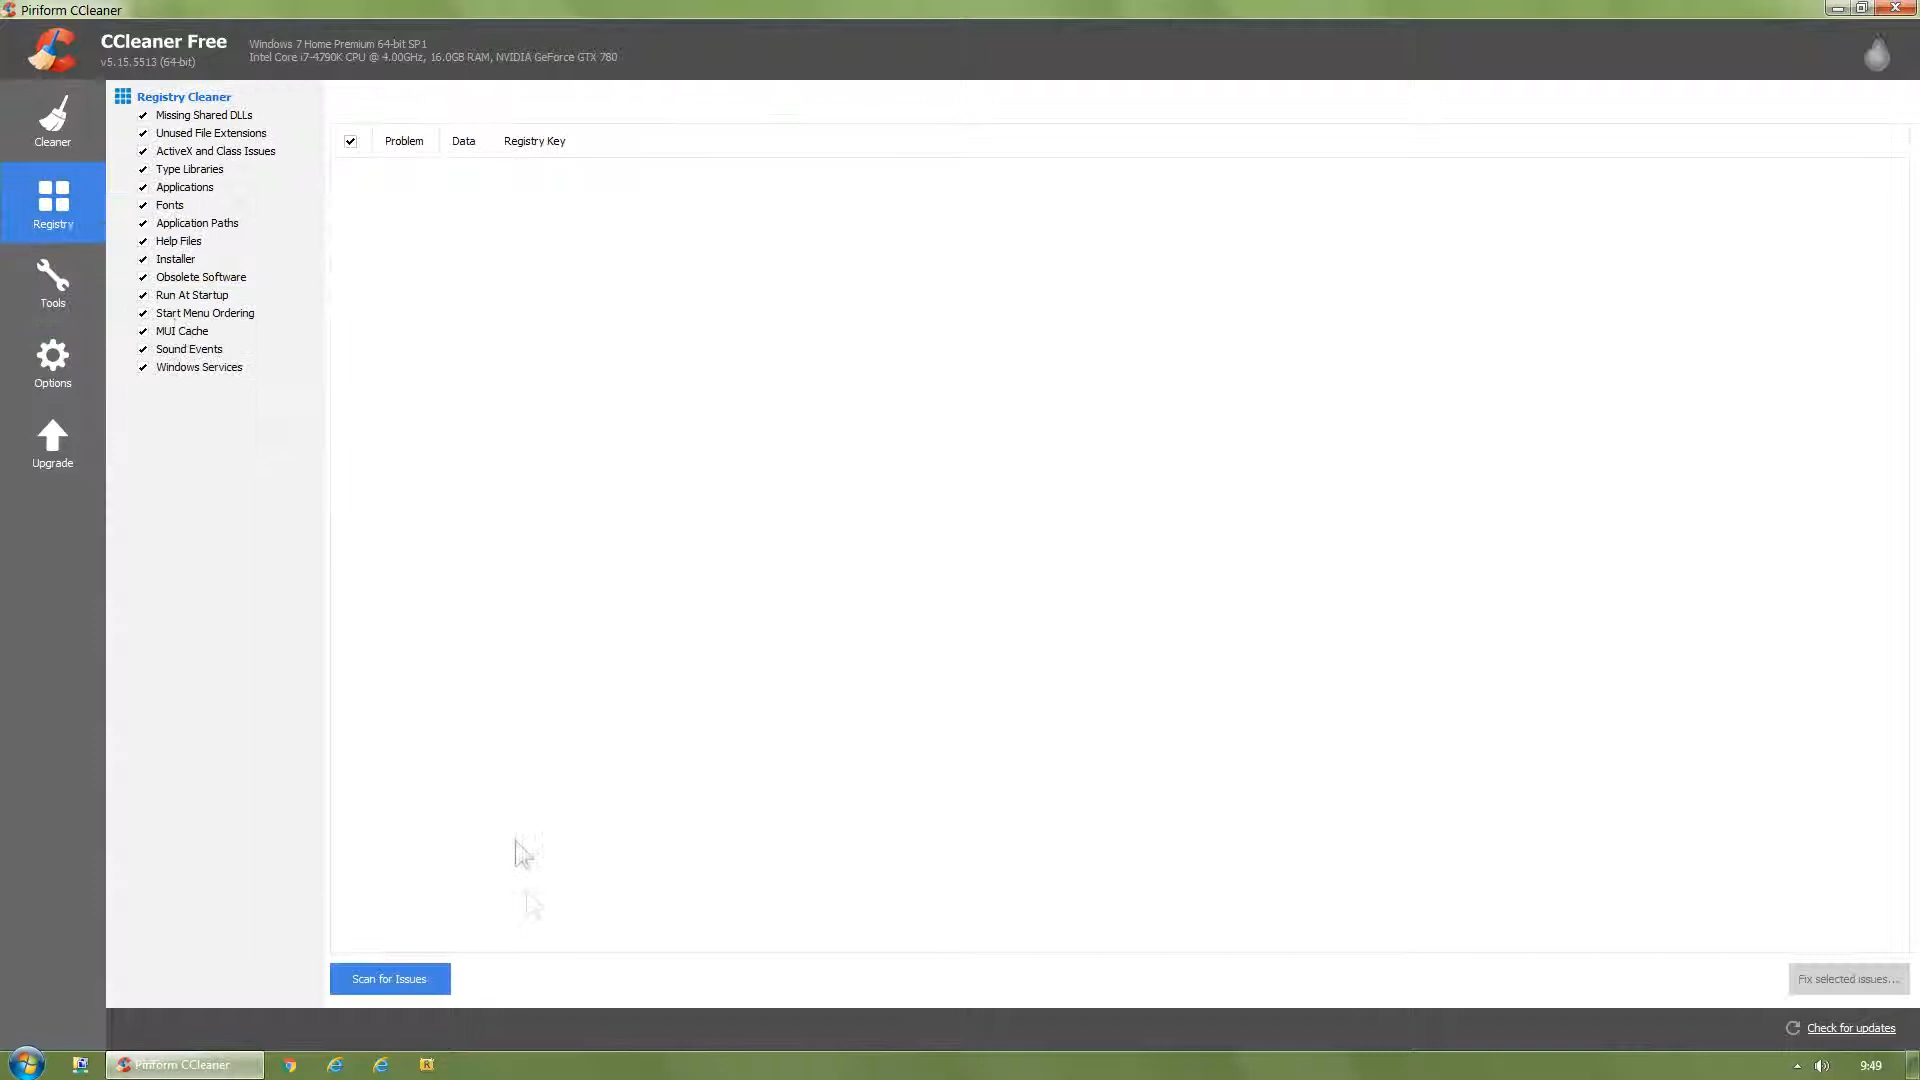 Piriform CCleaner
CCleaner Free
v5.15.5513 (64-bit)
Windows 7 Home Premium 64-bit SP1
Intel Core i7-4790K CPU @ 4.00GHz, 16.0GB RAM, NVIDIA GeForce GTX 780
Cleaner
Registry
Tools
Options
Upgrade
Registry Cleaner
Missing Shared DLLs
Unused File Extensions
ActiveX and Class Issues
Type Libraries
Applications
Fonts
Application Paths
Help Files
Installer
Obsolete Software
Run At Startup
Start Menu Ordering
MUI Cache
Sound Events
Windows Services
Problem Data Registry Key
Scan for Issues
Fix selected issues...
Check for updates
Piriform CCleaner
R
9:49